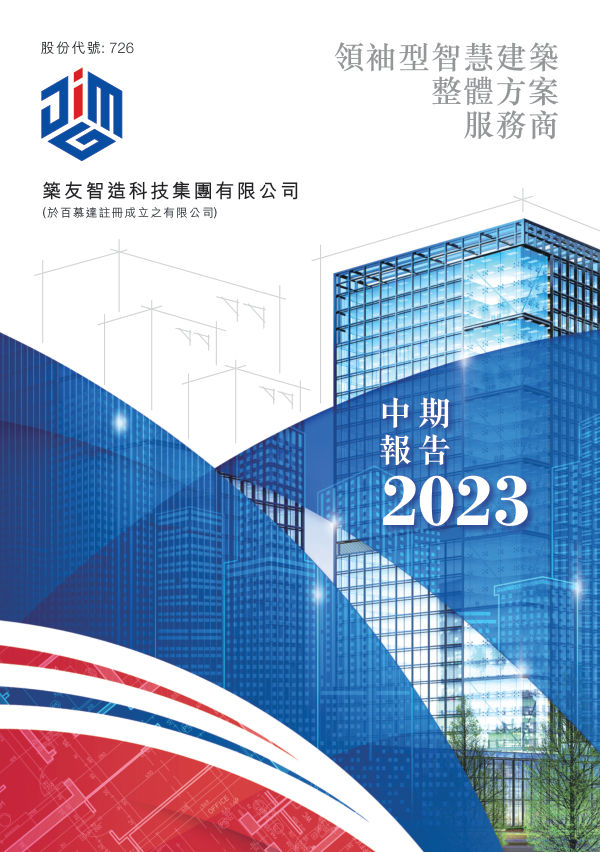 股份代號: 726
領袖型智慧建築
整體方案
服務商
DJMG
築友智造科技集團有限公司
(於百慕達註冊成立之有限公司)
中期
報告
2023
OFFICE